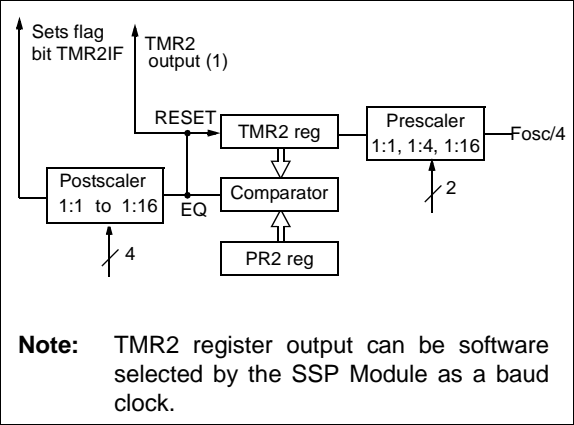 Sets flag
bit TMR2IF
TMR2
output (1)
RESET
TMR2 reg
Prescaler
1:1, 1:4, 1:16
Fosc/4
2
Postscaler
1:1 to 1:16
EQ
Comparator
4
PR2 reg
Note: TMR2 register output can be software
selected by the SSP Module as a baud
clock.